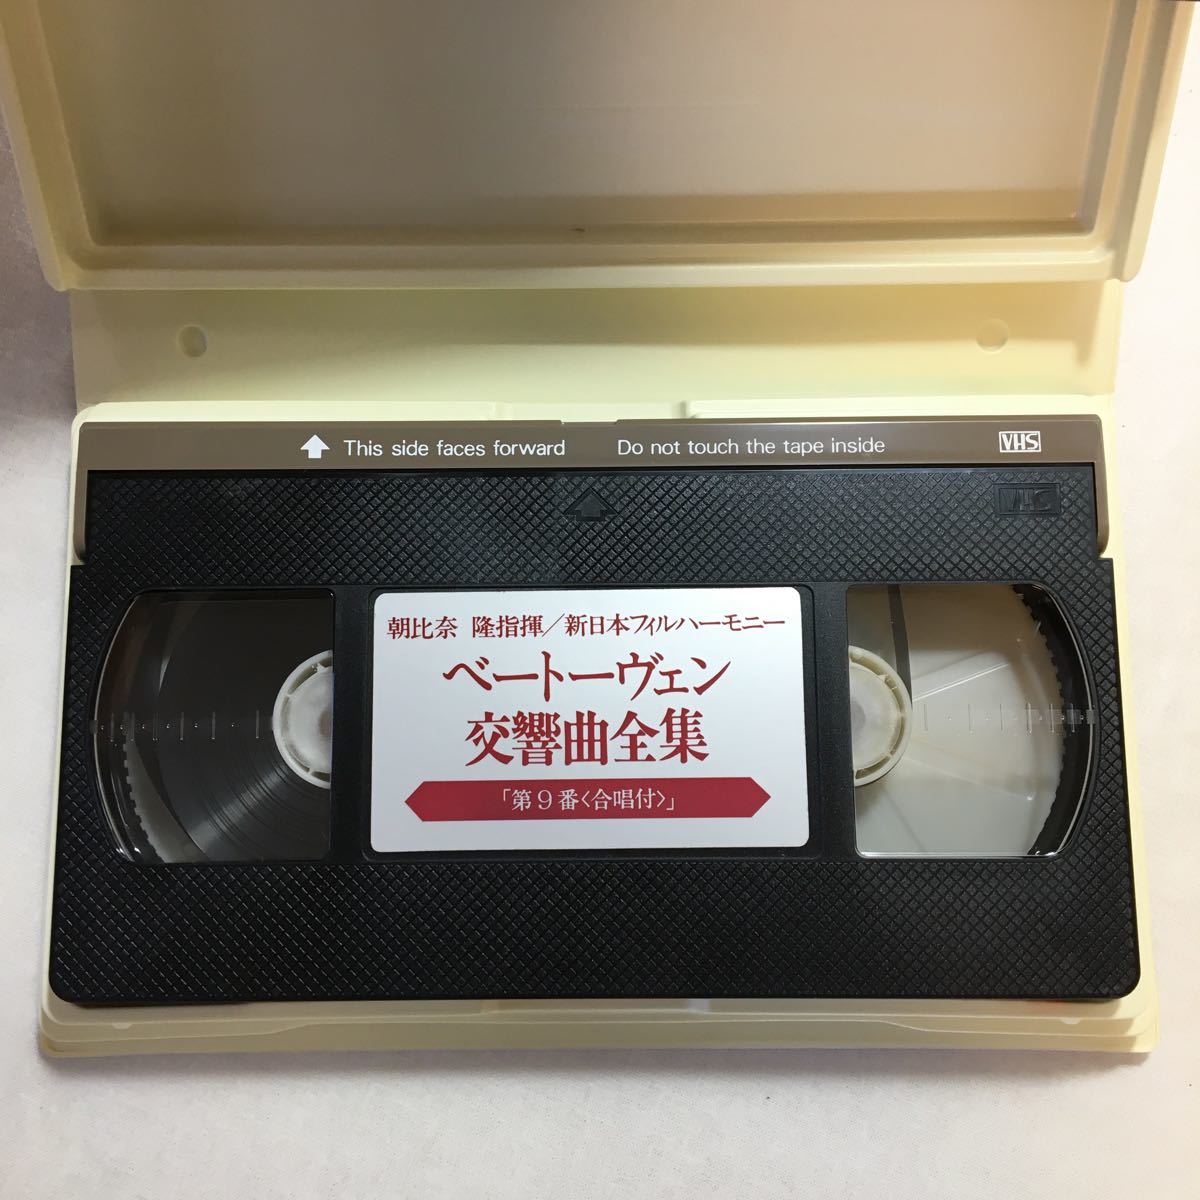 This side faces forward Do not touch the tape inside VHS
VHS
朝比奈 隆指揮/新日本フィルハーモニー
ベートーヴェン
交響曲全集
「第9番〈合唱付〉」